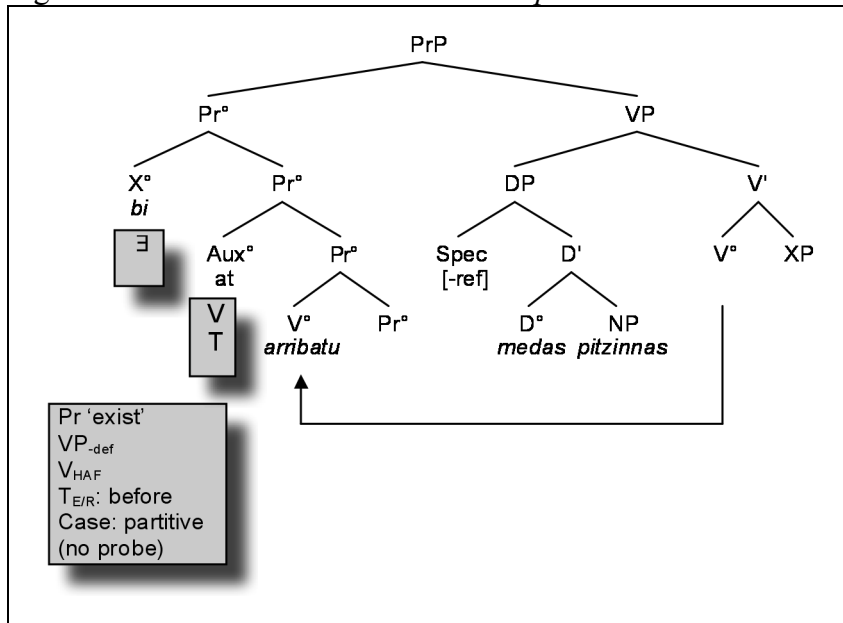 p
PrP
Pr° VP
X° Pr° DP V'
bi
∃ Aux° Pr° Spec D' V° XP
at [-ref]
V V° Pr° D° NP
T arribatu medas pitzinnas
Pr ‘exist’
VP-def
VHAF
TE/R: before
Case: partitive
(no probe)